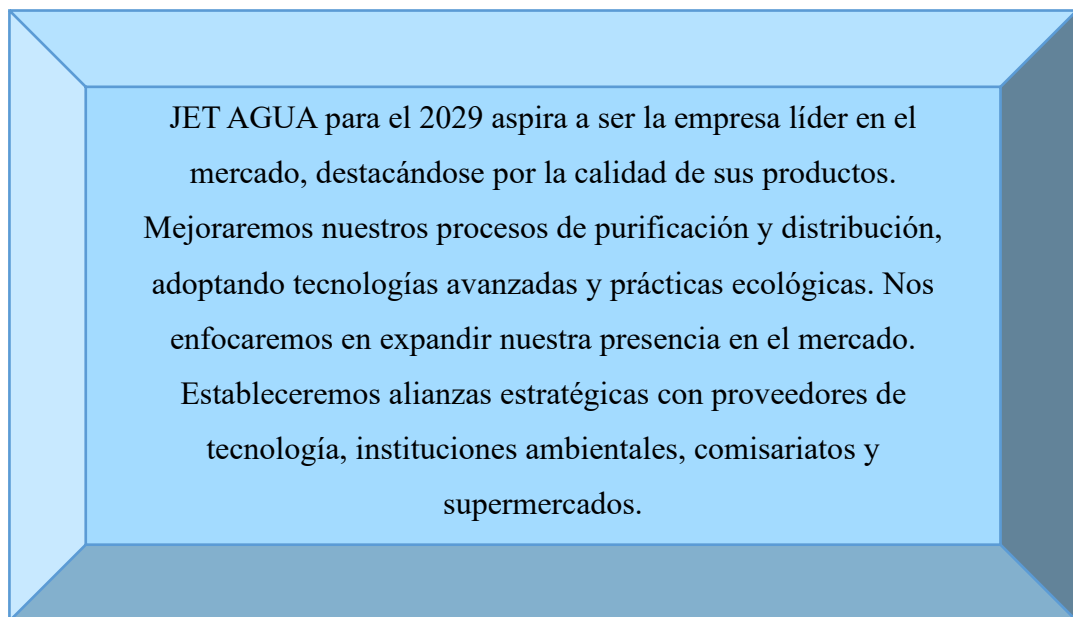 JET AGUA para el 2029 aspira a ser la empresa líder en el
mercado, destacándose por la calidad de sus productos.
Mejoraremos nuestros procesos de purificación y distribución,
adoptando tecnologías avanzadas y prácticas ecológicas. Nos
enfocaremos en expandir nuestra presencia en el mercado.
Estableceremos alianzas estratégicas con proveedores de
tecnología, instituciones ambientales, comisariatos y
supermercados.